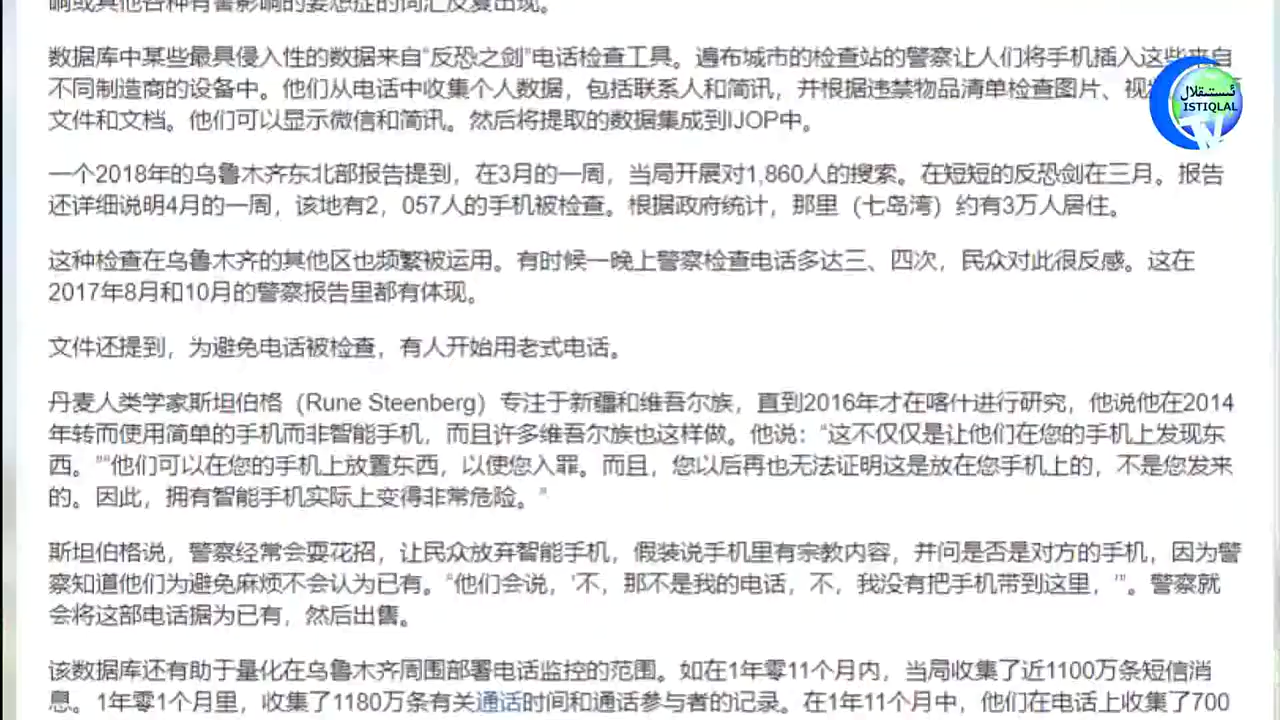 响或其他各种有害影响的妄想症的词汇反复出现。
数据库中某些最具侵入性的数据来自“反恐之剑”电话检查工具。遍布城市的检查站的警察让人们将手机插入这些来自
不同制造商的设备中。他们从电话中收集个人数据，包括联系人和简讯，并根据违禁物品清单检查图片、视
文件和文档。他们可以显示微信和简讯。然后将提取的数据集成到IJOP中。
ئىستىقلال
ISTIQLAL
TV
一个2018年的乌鲁木齐东北部报告提到，在3月的一周，当局开展对1,860人的搜索。在短短的反恐剑在三月。报告
还详细说明4月的一周，该地有2，057人的手机被检查。根据政府统计，那里（七岛湾）约有3万人居住。
这种检查在乌鲁木齐的其他区也频繁被运用。有时候一晚上警察检查电话多达三、四次，民众对此很反感。这在
2017年8月和10月的警察报告里都有体现。
文件还提到，为避免电话被检查，有人开始用老式电话。
丹麦人类学家斯坦伯格（Rune Steenberg）专注于新疆和维吾尔族，直到2016年才在喀什进行研究，他说他在2014
年转而使用简单的手机而非智能手机，而且许多维吾尔族也这样做。他说：“这不仅仅是让他们在您的手机上发现东
西。”“他们可以在您的手机上放置东西，以使您入罪。而且，您以后再也无法证明这是放在您手机上的，不是您发来
的。因此，拥有智能手机实际上变得非常危险。”
斯坦伯格说，警察经常会耍花招，让民众放弃智能手机，假装说手机里有宗教内容，并问是否是对方的手机，因为警
察知道他们为避免麻烦不会认为已有。“他们会说，‘不，那不是我的电话，不，我没有把手机带到这里，’”。警察就
会将这部电话据为已有，然后出售。
该数据库还有助于量化在乌鲁木齐周围部署电话监控的范围。如在1年零11个月内，当局收集了近1100万条短信消
息。1年零1个月里，收集了1180万条有关通话时间和通话参与者的记录。在1年11个月中，他们在电话上收集了700